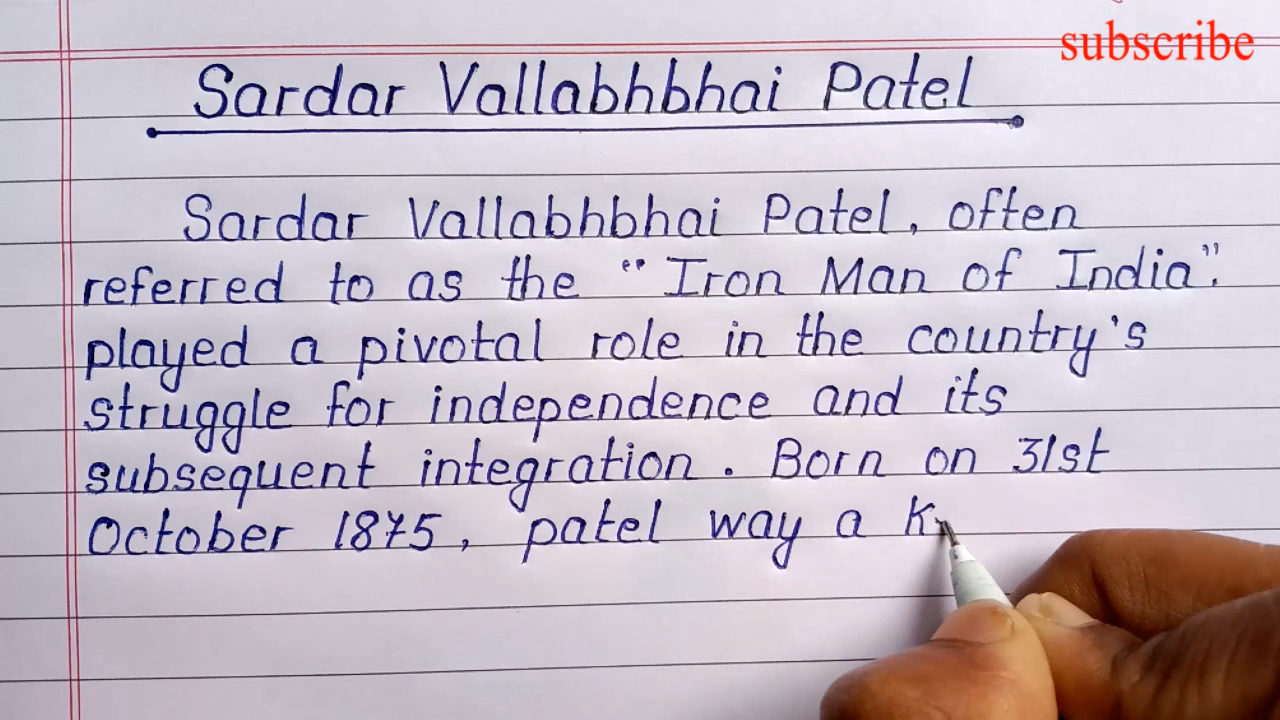 subscribe
Sardar Vallabhbhai Patel
Sardar Vallabhbhai Patel, often
referred to as the "Iron Man of India".
played a pivotal role in the country's
struggle for independence and its
subsequent integration. Born on 31st
October 1875, patel way a K